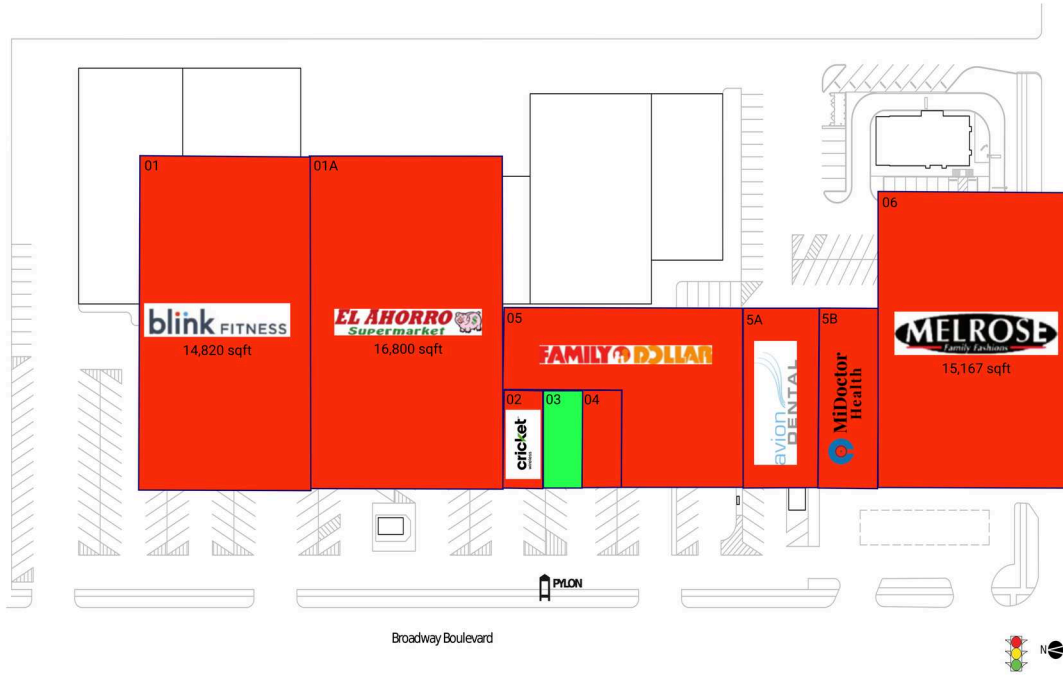 01
01A
06
blink FITNESS
14,820 sqft
EL AHORRO
Supermarket
16,800 sqft
05
5A
5B
FAMILY DOLLAR
MELROSE
Family Fashions
15,167 sqft
avion
DENTAL
MiDoctor
Health
02
03
04
cricket
wireless
PYLON
Broadway Boulevard
N